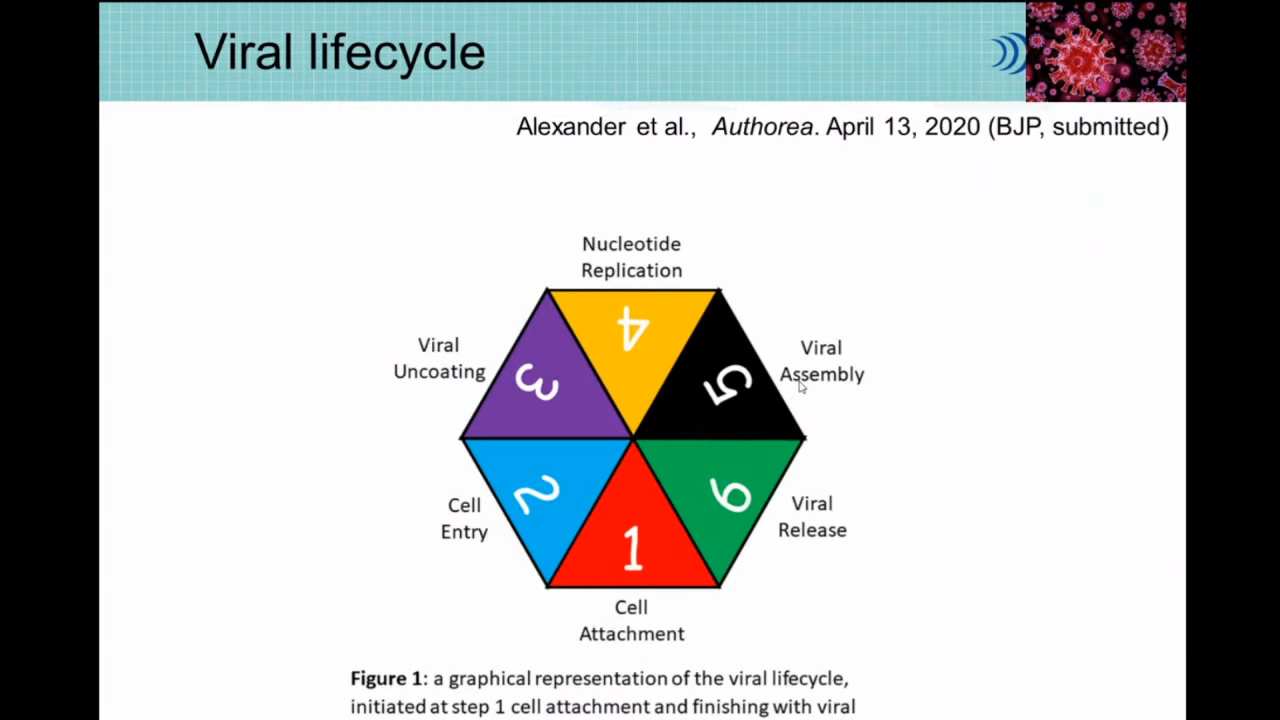 Viral lifecycle
Alexander et al., Authorea. April 13, 2020 (BJP, submitted)
Nucleotide
Replication
4
Viral
Uncoating
3
5
Viral
Assembly
Cell
Entry
2
6
Viral
Release
1
Cell
Attachment
Figure 1: a graphical representation of the viral lifecycle,
initiated at step 1 cell attachment and finishing with viral